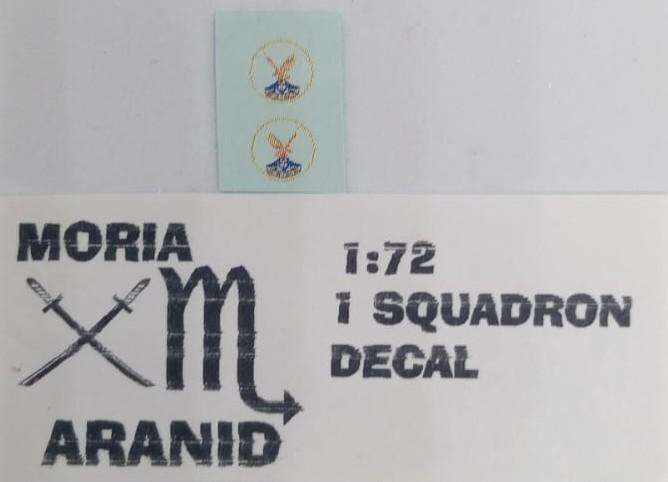 MORIA
ARANID
1:72
1 SQUADRON
DECAL